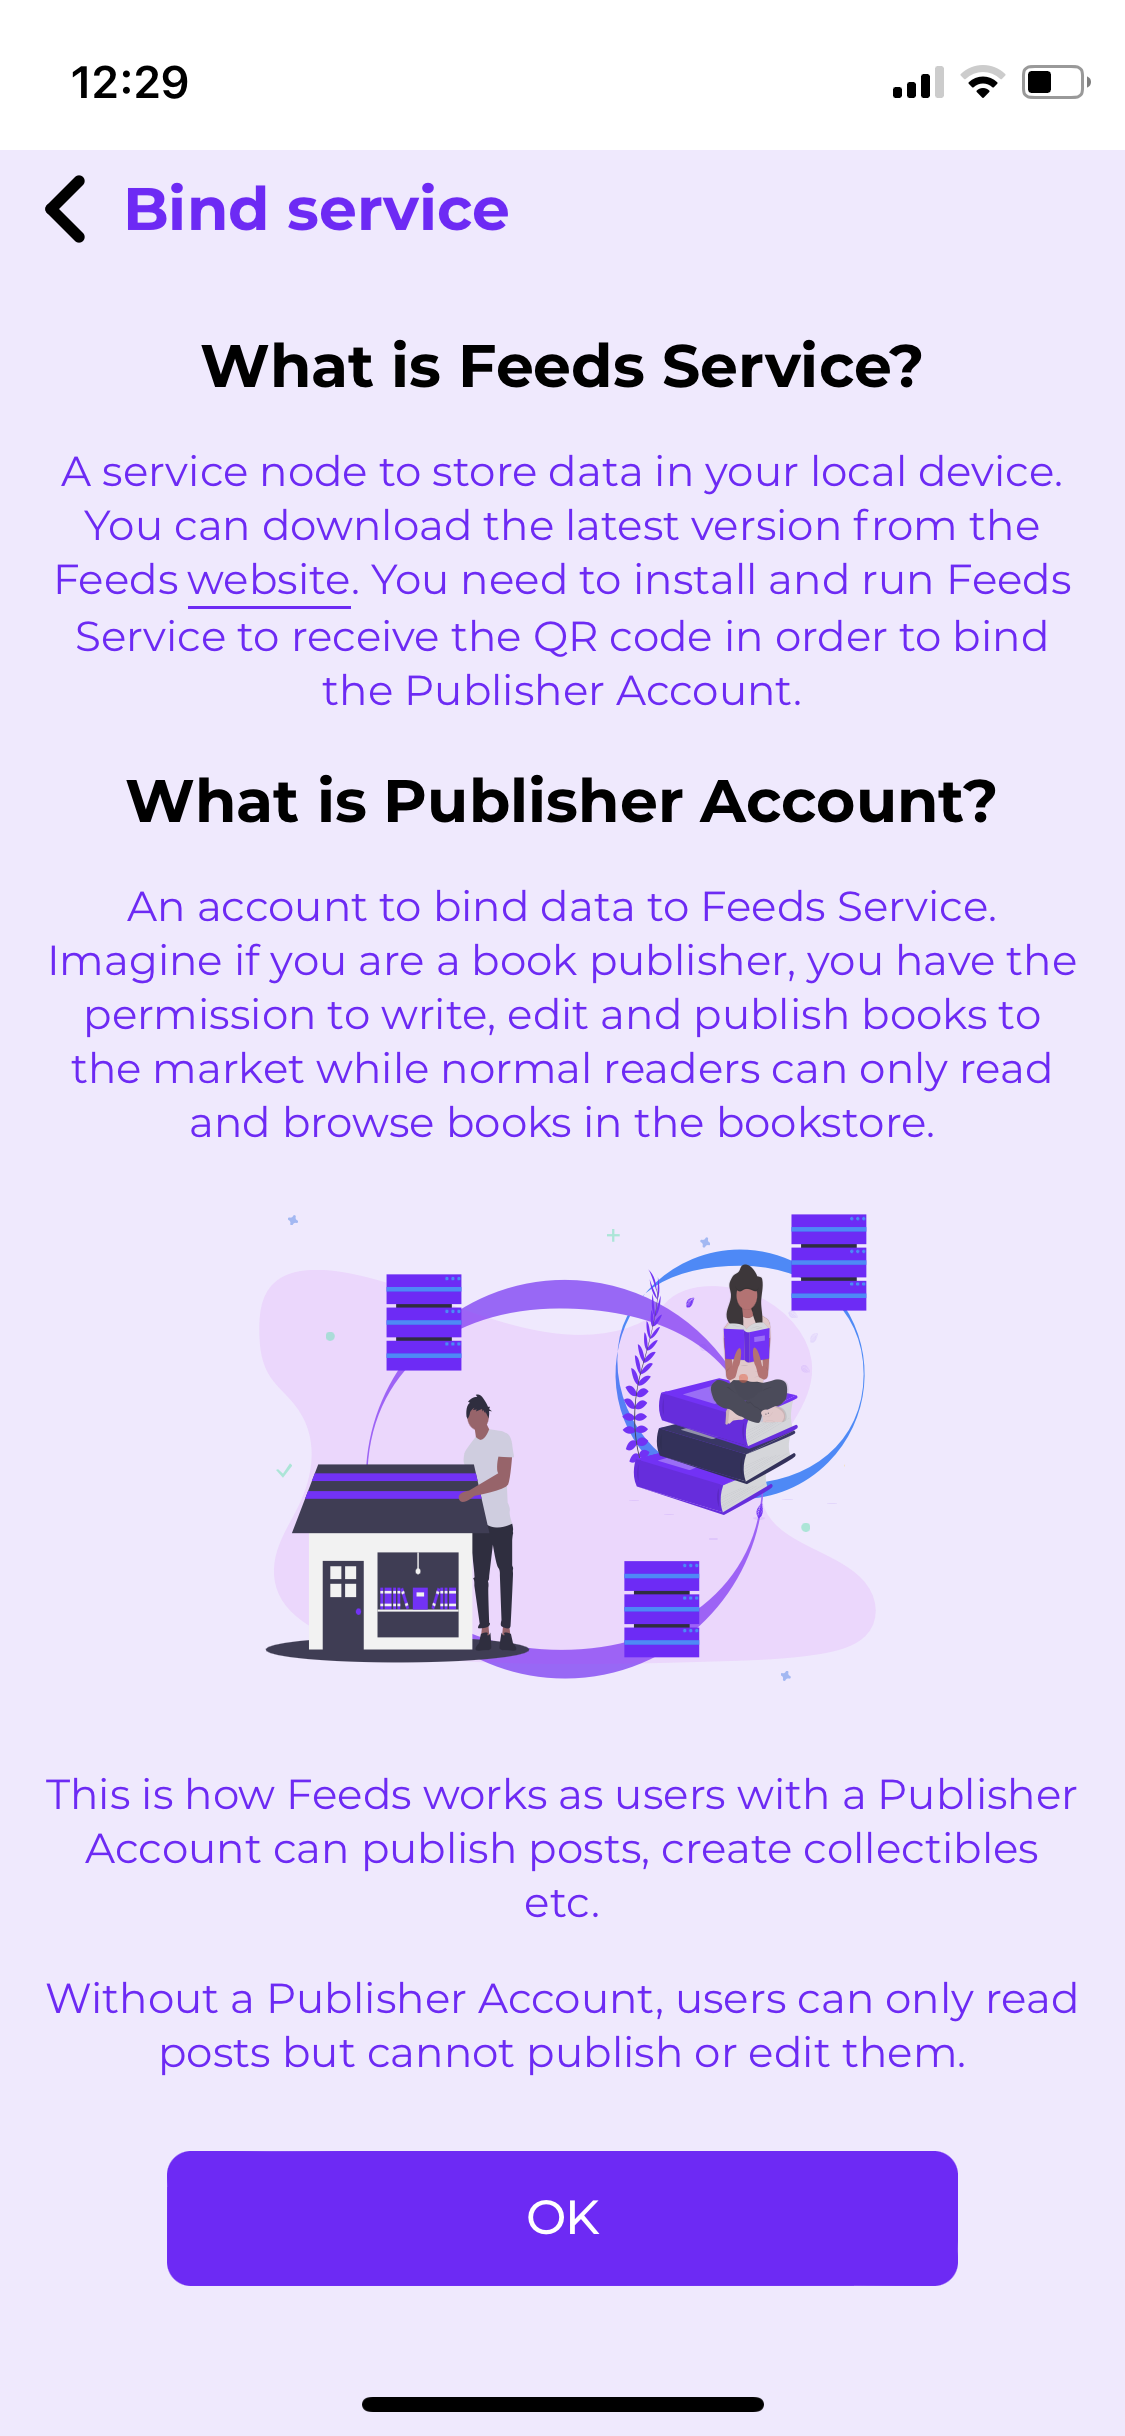 12:29
Bind service
What is Feeds Service?
A service node to store data in your local device.
You can download the latest version from the
Feeds website. You need to install and run Feeds
Service to receive the QR code in order to bind
the Publisher Account.
What is Publisher Account?
An account to bind data to Feeds Service.
Imagine if you are a book publisher, you have the
permission to write, edit and publish books to
the market while normal readers can only read
and browse books in the bookstore.
This is how Feeds works as users with a Publisher
Account can publish posts, create collectibles
etc.
Without a Publisher Account, users can only read
posts but cannot publish or edit them.
OK